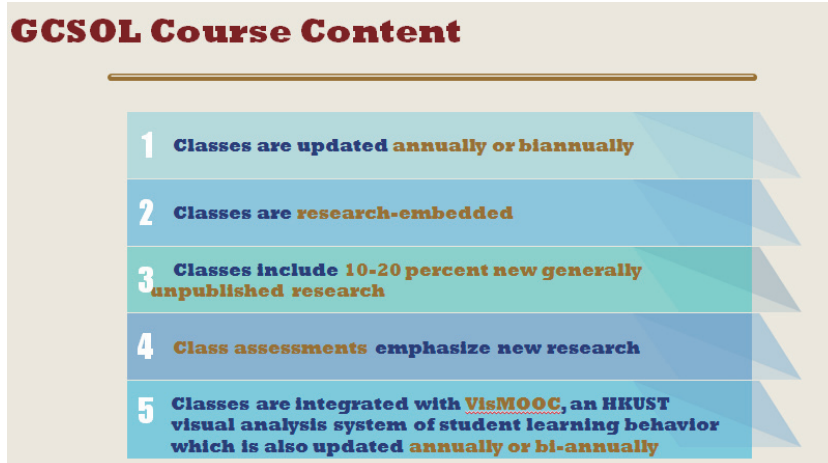 GCSOL Course Content
1 Classes are updated annually or biannually
2 Classes are research-embedded
3 Classes include 10-20 percent new generally
unpublished research
4 Class assessments emphasize new research
5 Classes are integrated with VisMOOC, an HKUST
visual analysis system of student learning behavior
which is also updated annually or bi-annually